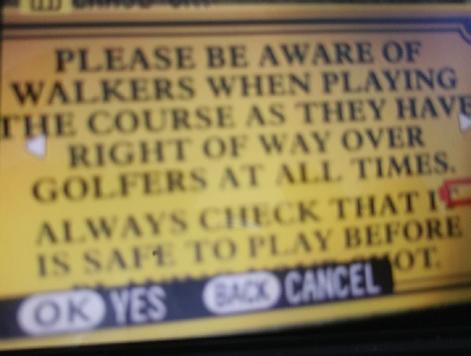 PLEASE BE AWARE OF
WALKERS WHEN PLAYING
THE COURSE AS THEY HAVE
RIGHT OF WAY OVER
GOLFERS AT ALL TIMES.
ALWAYS CHECK THAT
IS SAFE TO PLAY BEFORE
OK YES BACK CANCEL